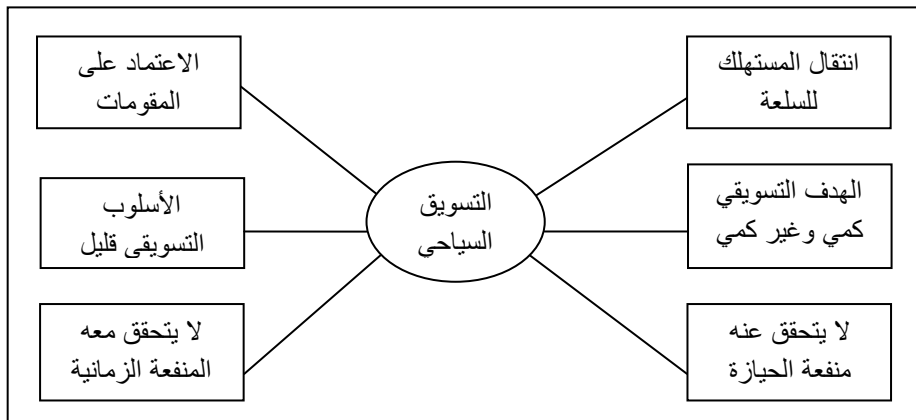 انتقال المستهلك
للسلعة
الاعتماد على
المقومات
التسويق
السياحي
الهدف التسويقي
كمي وغير كمي
الأسلوب
التسويقى قليل
لا يتحقق عنه
منفعة الحيازة
لا يتحقق معه
المنفعة الزمانية